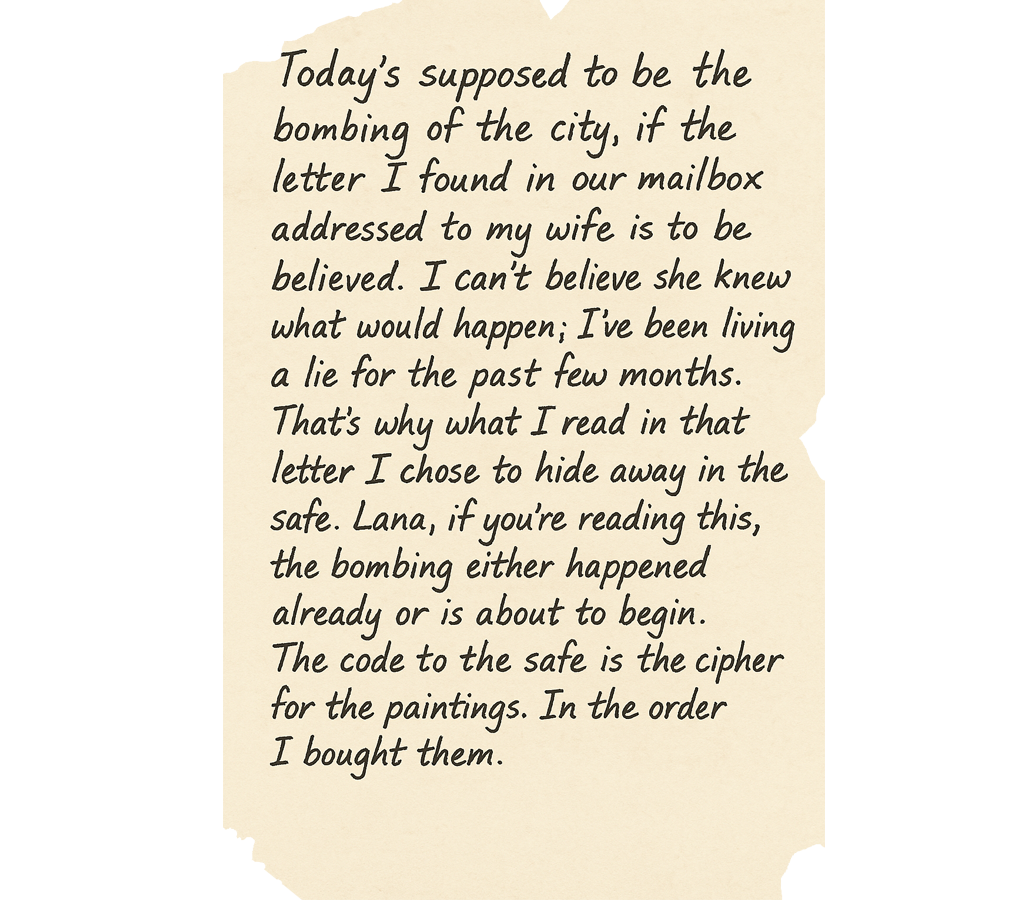 Today's supposed to be the
bombing of the city, if the
letter I found in our mailbox
addressed to my wife is to be
believed. I can't believe she knew
what would happen; I've been living
a lie for the past few months.
That's why what I read in that
letter I chose to hide away in the
safe. Lana, if you're reading this,
the bombing either happened
already or is about to begin.
The code to the safe is the cipher
for the paintings. In the order
I bought them.